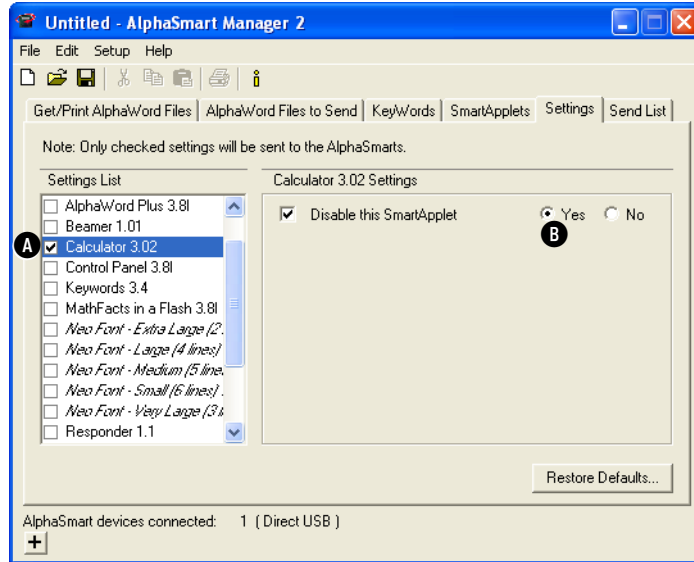 Untitled - AlphaSmart Manager 2
File Edit Setup Help
Get/Print AlphaWord Files AlphaWord Files to Send KeyWords SmartApplets Settings Send List
Note: Only checked settings will be sent to the AlphaSmarts.
Settings List
Calculator 3.02 Settings
AlphaWord Plus 3.8l
Beamer 1.01
A Calculator 3.02
Control Panel 3.8l
Keywords 3.4
MathFacts in a Flash 3.8l
Neo Font - Extra Large (2
Neo Font - Large (4 lines)
Neo Font - Medium (5 line
Neo Font - Small (6 lines) .
Neo Font - Very Large (3 li
Responder 1.1
Disable this SmartApplet Yes No
B
Restore Defaults...
AlphaSmart devices connected: 1 ( Direct USB )
+